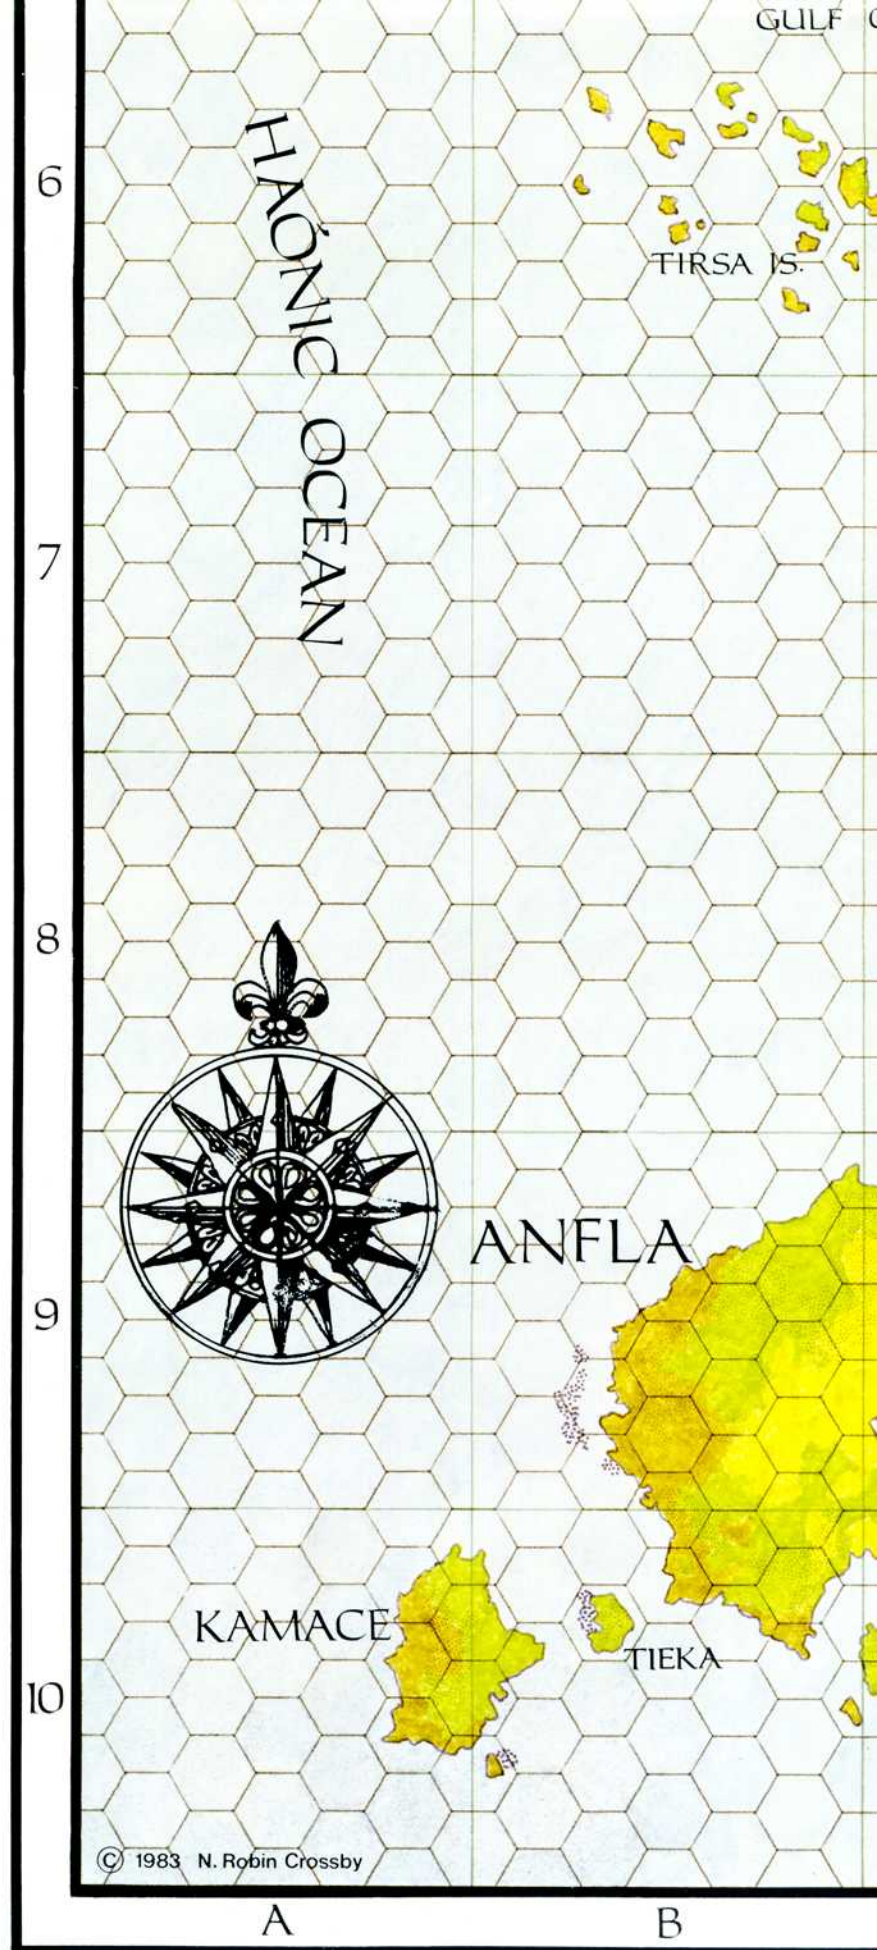 GULF
6
HAÓNIC OCEAN
TIRSA IS.
7
8
ANFLA
9
KAMACE
TIEKA
10
© 1983 N. Robin Crossby
A
B